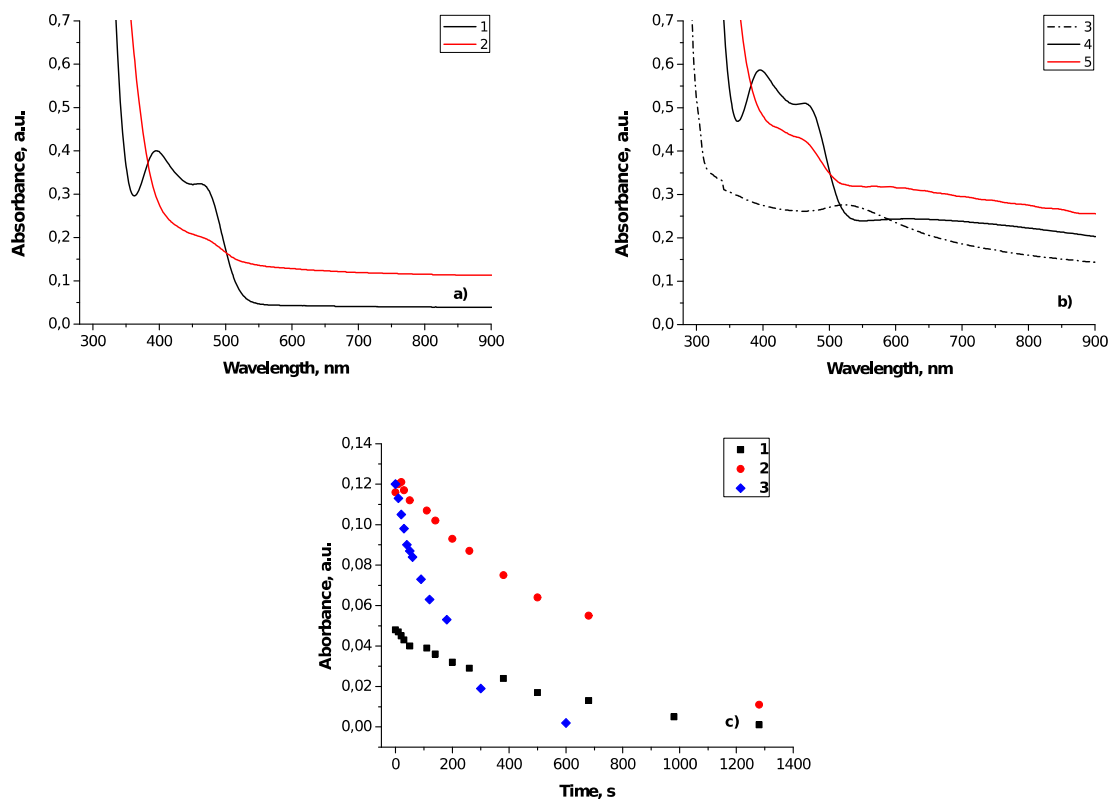 0,7
0,6
0,5
0,4
0,3
0,2
0,1
0,0
Absorbance, a.u.
300 400 500 600 700 800 900
Wavelength, nm
1
2
a)
0,7
0,6
0,5
0,4
0,3
0,2
0,1
0,0
Absorbance, a.u.
300 400 500 600 700 800 900
Wavelength, nm
3
4
5
b)
0,14
0,12
0,10
0,08
0,06
0,04
0,02
0,00
Aborbance, a.u.
0 200 400 600 800 1000 1200 1400
Time, s
1
2
3
c)